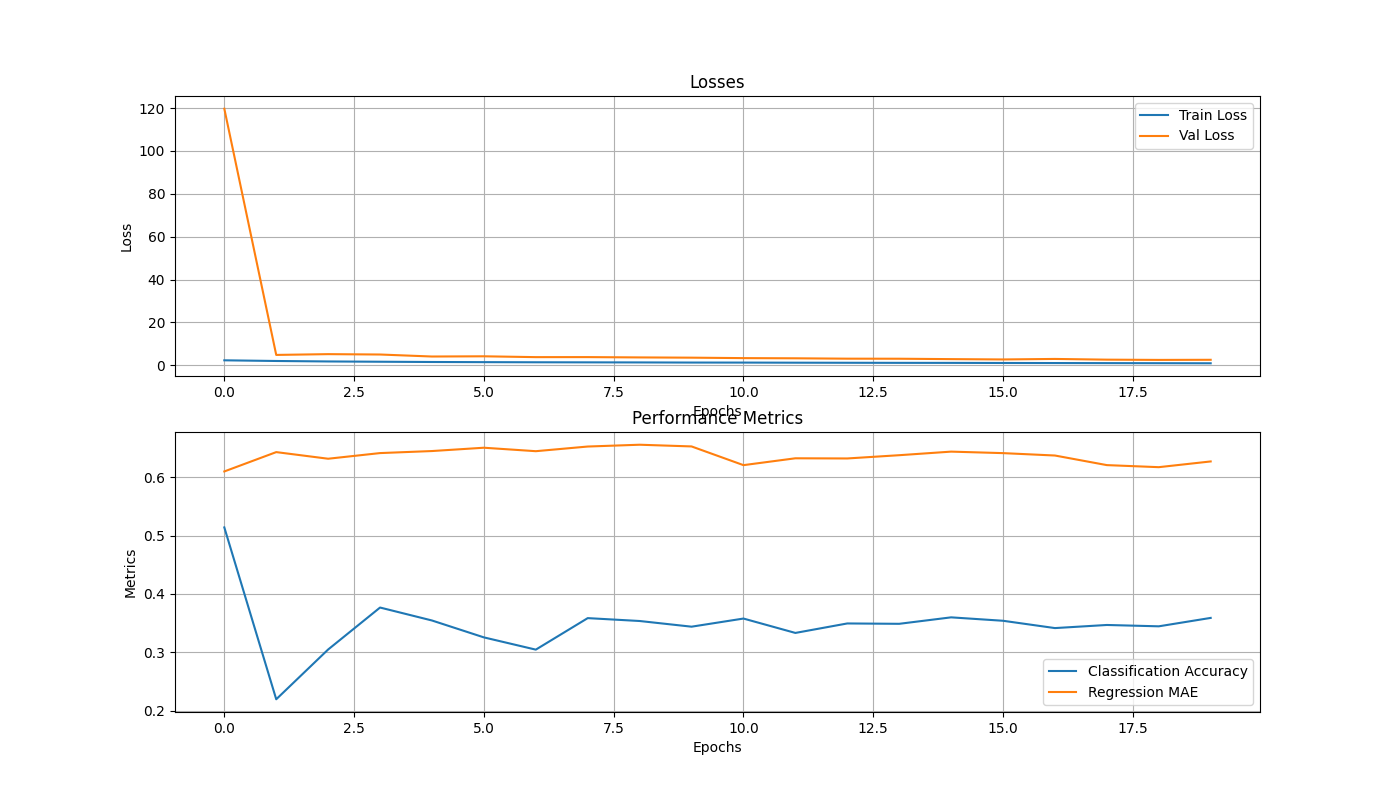 Losses
120
100
80
60
40
20
0
Loss
Train Loss
Val Loss
0.0 2.5 5.0 7.5 10.0 12.5 15.0 17.5
Epochs
Performance Metrics
0.6
0.5
0.4
0.3
0.2
Metrics
Classification Accuracy
Regression MAE
0.0 2.5 5.0 7.5 10.0 12.5 15.0 17.5
Epochs